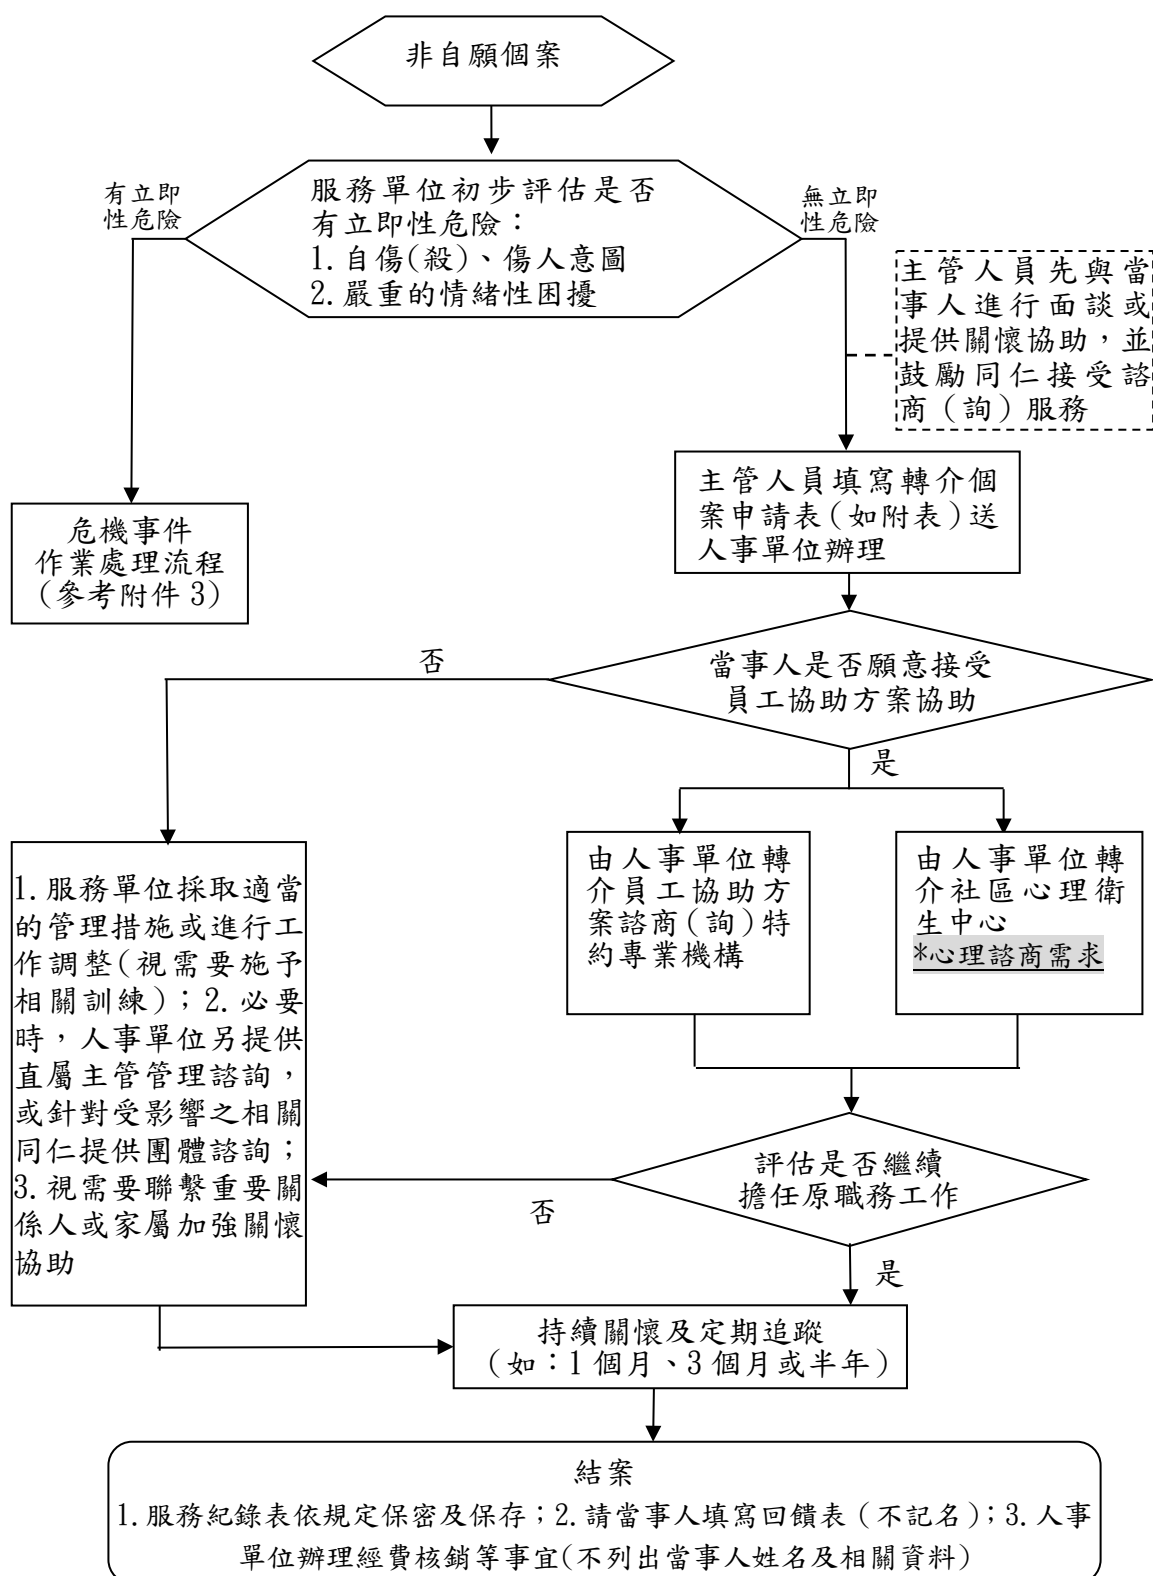 非自願個案
服務單位初步評估是否
有立即性危險：
1.自傷(殺)、傷人意圖
2.嚴重的情緒性困擾
有立即
性危險
無立即
性危險
主管人員先與當
事人進行面談或
提供關懷協助，並
鼓勵同仁接受諮
商（詢）服務
危機事件
作業處理流程
（參考附件 3）
主管人員填寫轉介個
案申請表(如附表)送
人事單位辦理
當事人是否願意接受
員工協助方案協助
否
是
由人事單位轉
介員工協助方
案諮商(詢)特
約專業機構
由人事單位轉
介社區心理衛
生中心
*心理諮商需求
1.服務單位採取適當
的管理措施或進行工
作調整(視需要施予
相關訓練)；2.必要
時，人事單位另提供
直屬主管管理諮詢，
或針對受影響之相關
同仁提供團體諮詢；
3.視需要聯繫重要關
係人或家屬加強關懷
協助
評估是否繼續
擔任原職務工作
否
是
持續關懷及定期追蹤
（如：1 個月、3 個月或半年）
結案
1.服務紀錄表依規定保密及保存；2.請當事人填寫回饋表（不記名）；3.人事
單位辦理經費核銷等事宜(不列出當事人姓名及相關資料)